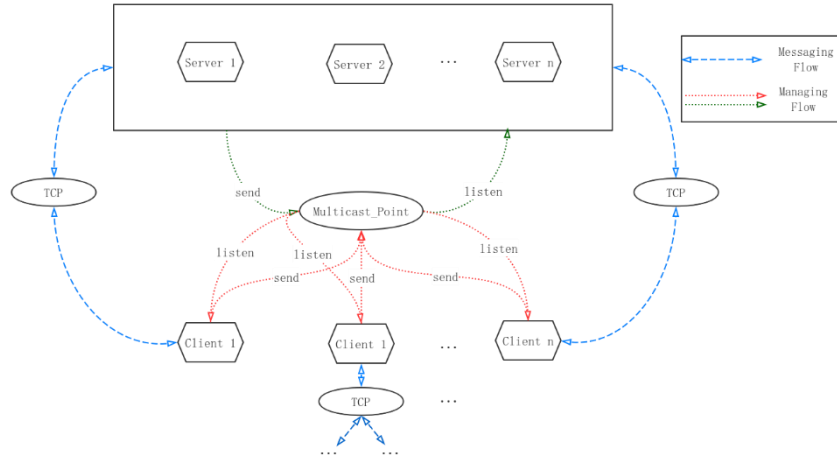 Server 1
Server 2
...
Server n
Messaging
Flow
Managing
Flow
TCP
send
listen
TCP
Multicast_Point
listen
listen
listen
send
send
send
Client 1
Client 1
...
Client n
TCP
...
...
...